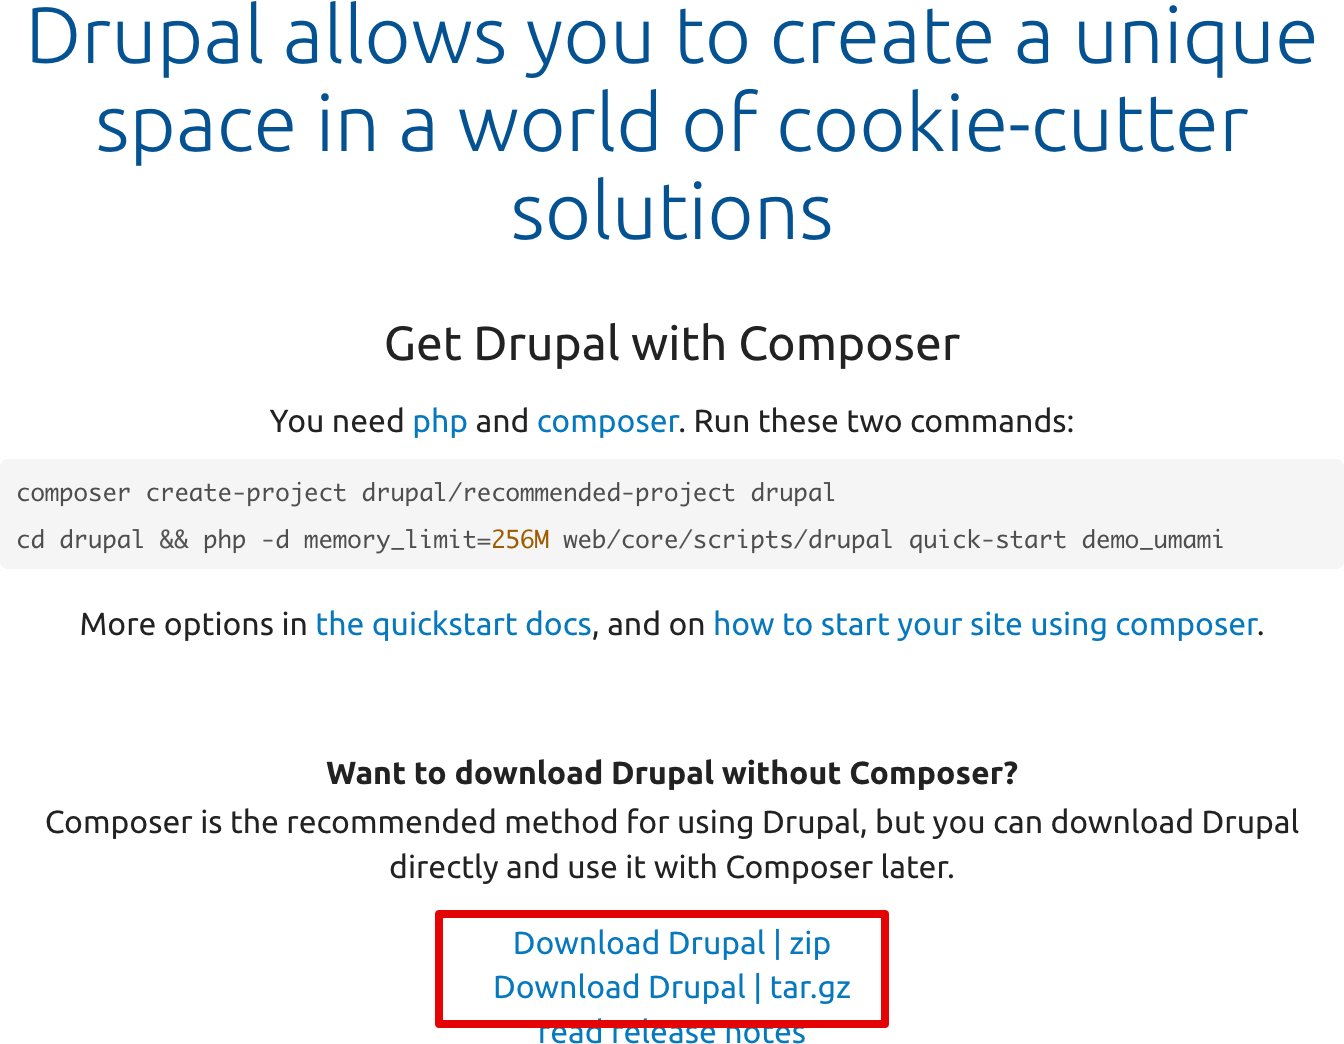 Drupal allows you to create a unique
space in a world of cookie-cutter
solutions
Get Drupal with Composer
You need php and composer. Run these two commands:
composer create-project drupal/recommended-project drupal
cd drupal && php -d memory_limit=256M web/core/scripts/drupal quick-start demo_umami
More options in the quickstart docs, and on how to start your site using composer.
Want to download Drupal without Composer?
Composer is the recommended method for using Drupal, but you can download Drupal
directly and use it with Composer later.
Download Drupal | zip
Download Drupal | tar.gz
read release notes